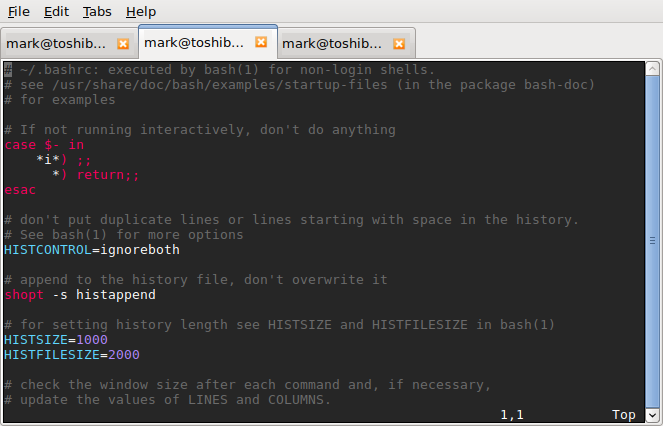 File Edit Tabs Help
mark@toshib... mark@toshib... mark@toshib...
# ~/.bashrc: executed by bash(1) for non-login shells.
# see /usr/share/doc/bash/examples/startup-files (in the package bash-doc)
# for examples
# If not running interactively, don't do anything
case $- in
    *i*) ;;
      *) return;;
esac
# don't put duplicate lines or lines starting with space in the history.
# See bash(1) for more options
HISTCONTROL=ignoreboth
# append to the history file, don't overwrite it
shopt -s histappend
# for setting history length see HISTSIZE and HISTFILESIZE in bash(1)
HISTSIZE=1000
HISTFILESIZE=2000
# check the window size after each command and, if necessary,
# update the values of LINES and COLUMNS.
1,1 Top